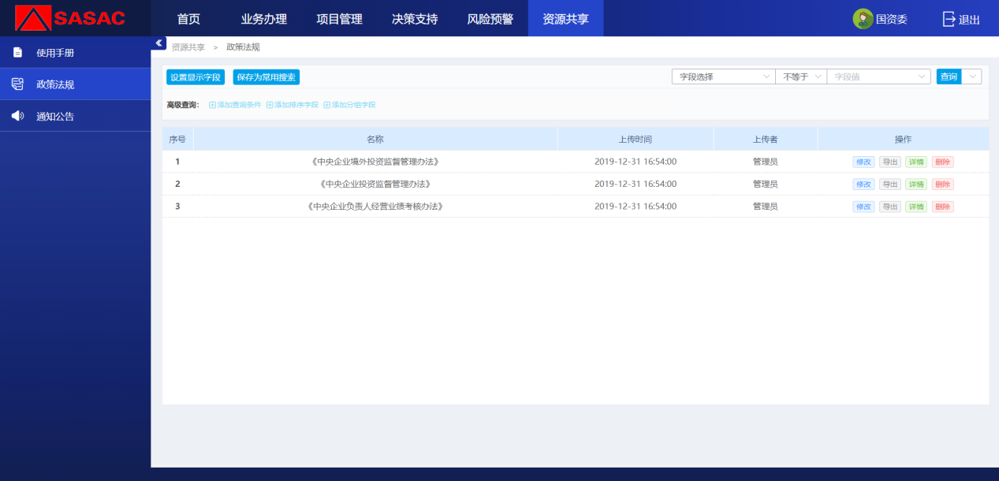 SASAC 首页 业务办理 项目管理 决策支持 风险预警 资源共享 国资委 退出
使用手册
政策法规
通知公告
资源共享 > 政策法规
设置显示字段 保存为常用搜索 字段选择 不等于 字段值 查询
高级查询: 添加查询条件 添加排序字段 添加分组字段
序号 名称 上传时间 上传者 操作
1 《中央企业境外投资监督管理办法》 2019-12-31 16:54:00 管理员 修改 导出 详情 删除
2 《中央企业投资监督管理办法》 2019-12-31 16:54:00 管理员 修改 导出 详情 删除
3 《中央企业负责人经营业绩考核办法》 2019-12-31 16:54:00 管理员 修改 导出 详情 删除